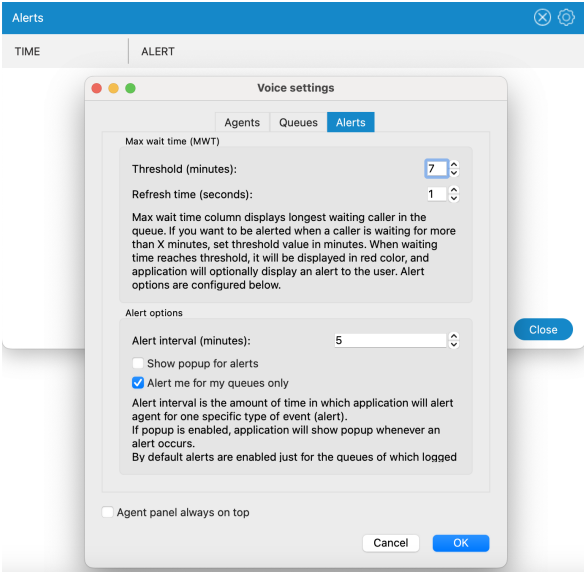 Alerts
TIME
ALERT
Voice settings
Agents
Queues
Alerts
Max wait time (MWT)
Threshold (minutes):
7
Refresh time (seconds):
1
Max wait time column displays longest waiting caller in the
queue. If you want to be alerted when a caller is waiting for more
than X minutes, set threshold value in minutes. When waiting
time reaches threshold, it will be displayed in red color, and
application will optionally display an alert to the user. Alert
options are configured below.
Alert options
Alert interval (minutes):
5
Show popup for alerts
Alert me for my queues only
Alert interval is the amount of time in which application will alert
agent for one specific type of event (alert).
If popup is enabled, application will show popup whenever an
alert occurs.
By default alerts are enabled just for the queues of which logged
Close
Agent panel always on top
Cancel
OK